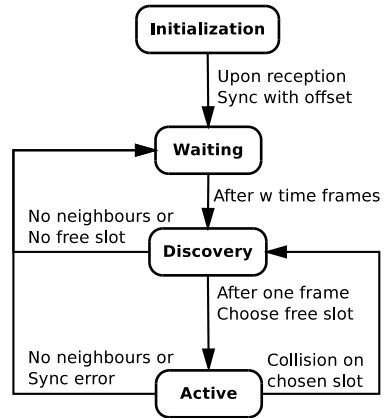 Initialization
Upon reception
Sync with offset
Waiting
After w time frames
No neighbours or
No free slot
Discovery
After one frame
Choose free slot
No neighbours or
Sync error
Collision on
chosen slot
Active